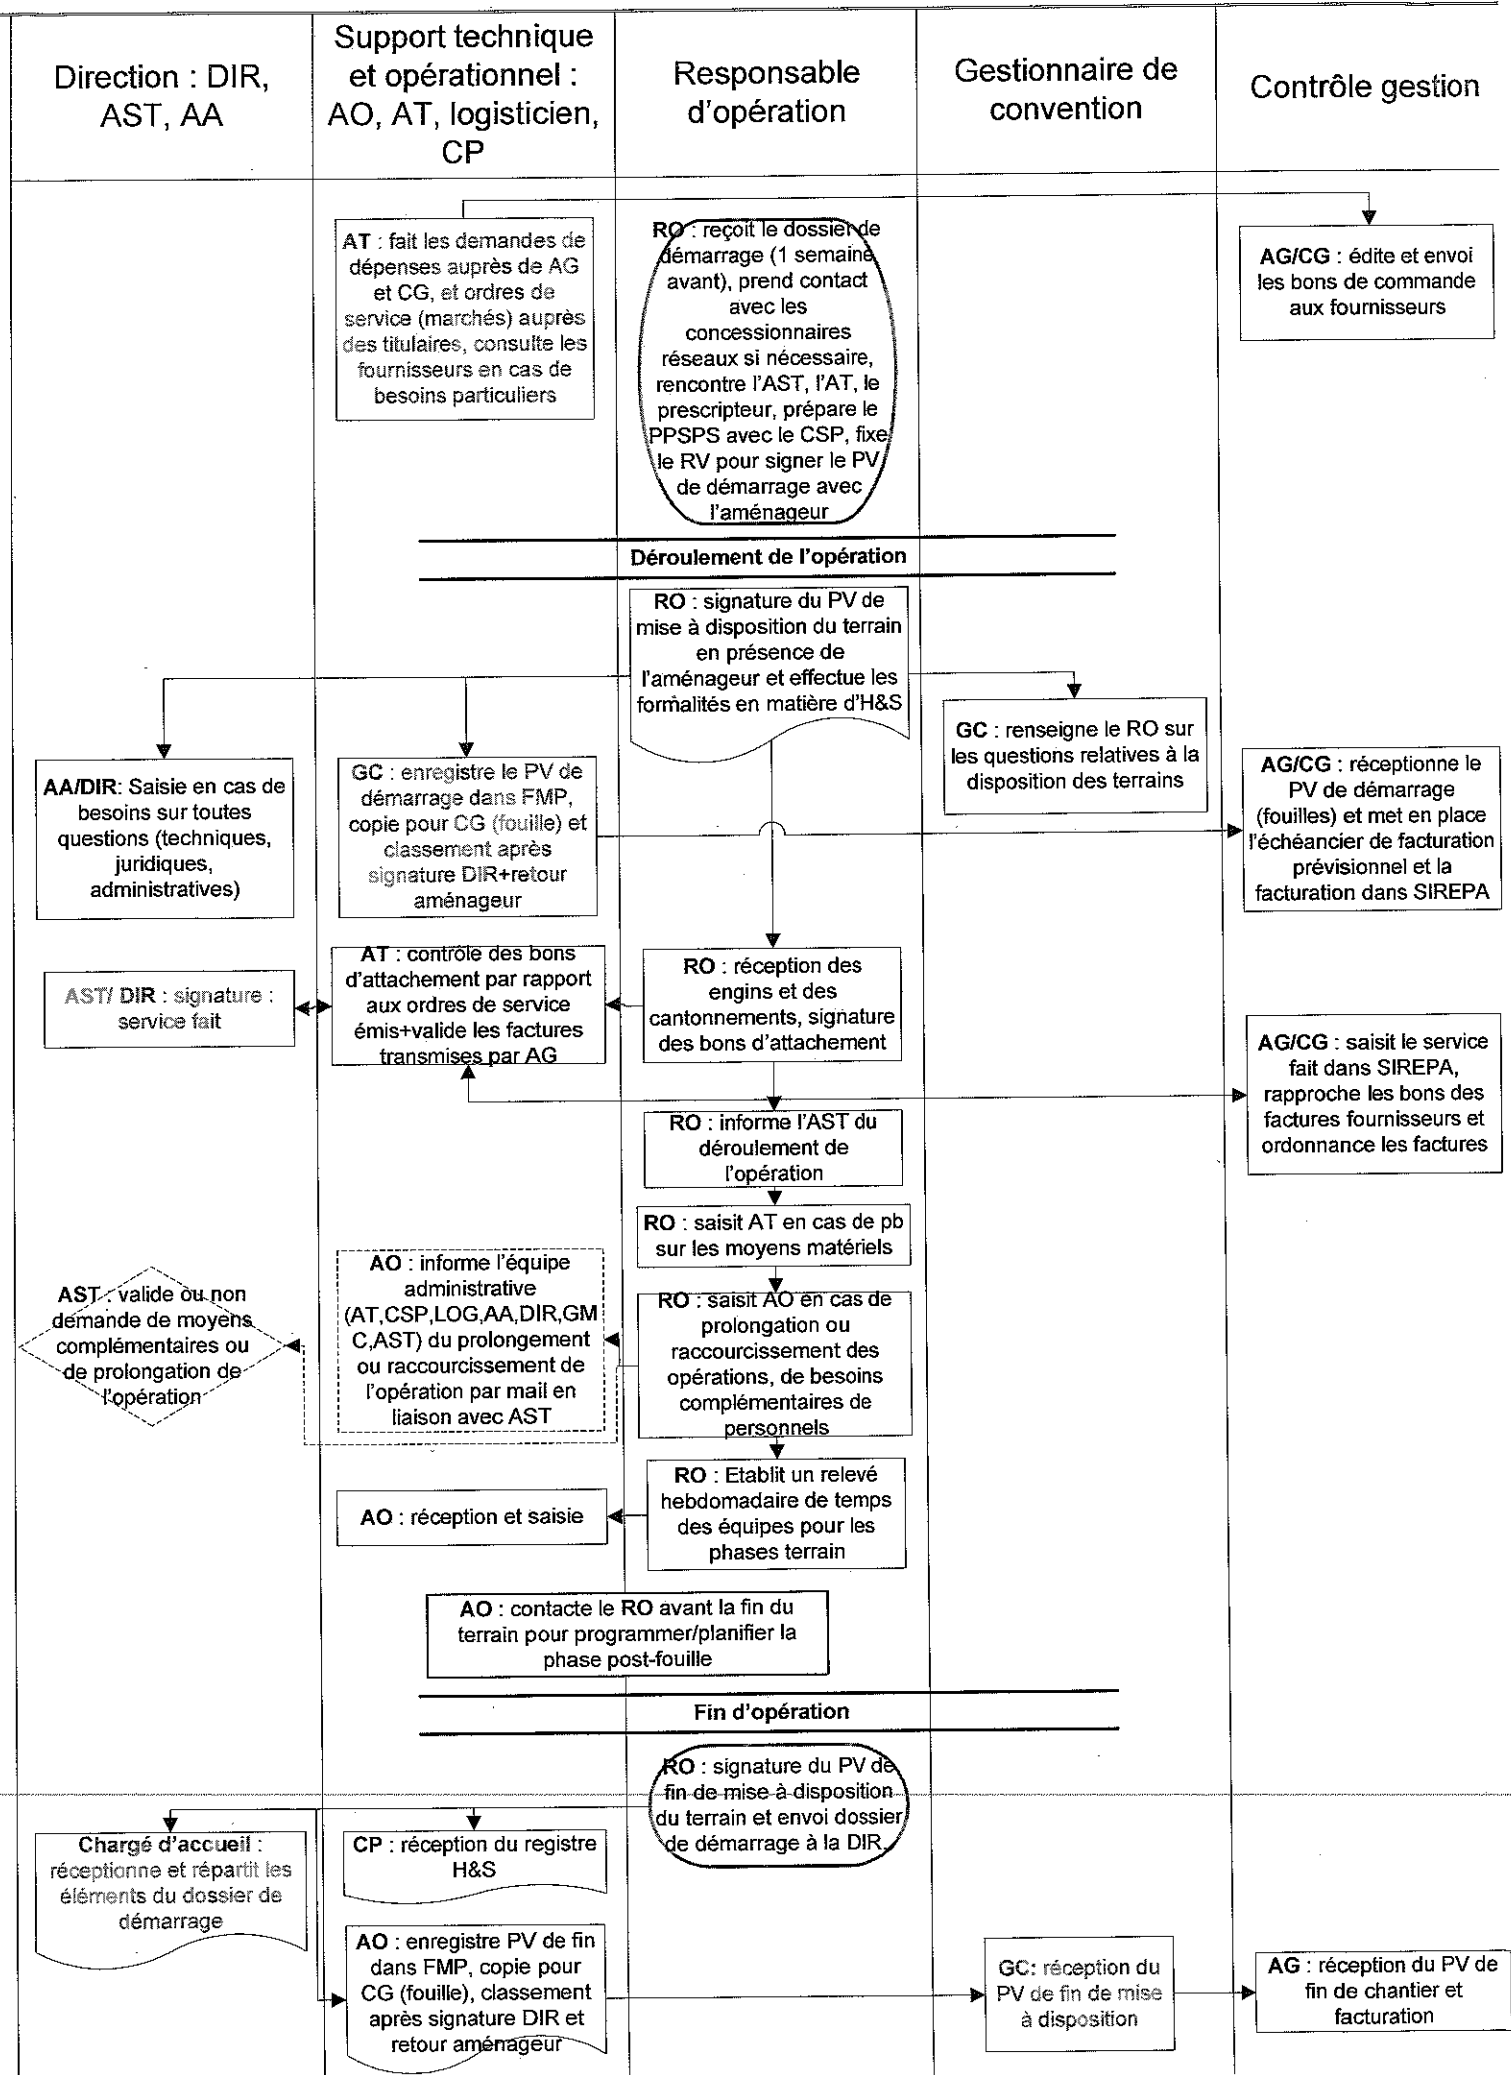 Direction : DIR,
AST, AA
Support technique
et opérationnel :
AO, AT, logisticien,
CP
Responsable
d'opération
Gestionnaire de
convention
Contrôle gestion
AT : fait les demandes de
dépenses auprès de AG
et CG, et ordres de
service (marchés) auprès
des titulaires, consulte les
fournisseurs en cas de
besoins particuliers
RO : reçoit le dossier de
démarrage (1 semaine
avant), prend contact
avec les
concessionnaires
réseaux si nécessaire,
rencontre l'AST, l'AT, le
prescripteur, prépare le
PPSPS avec le CSP, fixe
le RV pour signer le PV
de démarrage avec
l'aménageur
AG/CG : édite et envoi
les bons de commande
aux fournisseurs
Déroulement de l'opération
RO : signature du PV de
mise à disposition du terrain
en présence de
l'aménageur et effectue les
formalités en matière d'H&S
GC : renseigne le RO sur
les questions relatives à la
disposition des terrains
AA/DIR: Saisie en cas de
besoins sur toutes
questions (techniques,
juridiques,
administratives)
GC : enregistre le PV de
démarrage dans FMP,
copie pour CG (fouille) et
classement après
signature DIR+retour
aménageur
AG/CG : réceptionne le
PV de démarrage
(fouilles) et met en place
l'échéancier de facturation
prévisionnel et la
facturation dans SIREPA
AST/ DIR : signature :
service fait
AT : contrôle des bons
d'attachement par rapport
aux ordres de service
émis+valide les factures
transmises par AG
RO : réception des
engins et des
cantonnements, signature
des bons d'attachement
AG/CG : saisit le service
fait dans SIREPA,
rapproche les bons des
factures fournisseurs et
ordonnance les factures
RO : informe l'AST du
déroulement de
l'opération
RO : saisit AT en cas de pb
sur les moyens matériels
AST : valide ou non
demande de moyens
complémentaires ou
de prolongation de
l'opération
AO : informe l'équipe
administrative
(AT,CSP,LOG,AA,DIR,GM
C,AST) du prolongement
ou raccourcissement de
l'opération par mail en
liaison avec AST
RO : saisit AO en cas de
prolongation ou
raccourcissement des
opérations, de besoins
complémentaires de
personnels
AO : réception et saisie
RO : Etablit un relevé
hebdomadaire de temps
des équipes pour les
phases terrain
AO : contacte le RO avant la fin du
terrain pour programmer/planifier la
phase post-fouille
Fin d'opération
RO : signature du PV de
fin de mise à disposition
du terrain et envoi dossier
de démarrage à la DIR.
Chargé d'accueil :
réceptionne et répartit les
éléments du dossier de
démarrage
CP : réception du registre
H&S
AO : enregistre PV de fin
dans FMP, copie pour
CG (fouille), classement
après signature DIR et
retour aménageur
GC: réception du
PV de fin de mise
à disposition
AG : réception du PV de
fin de chantier et
facturation